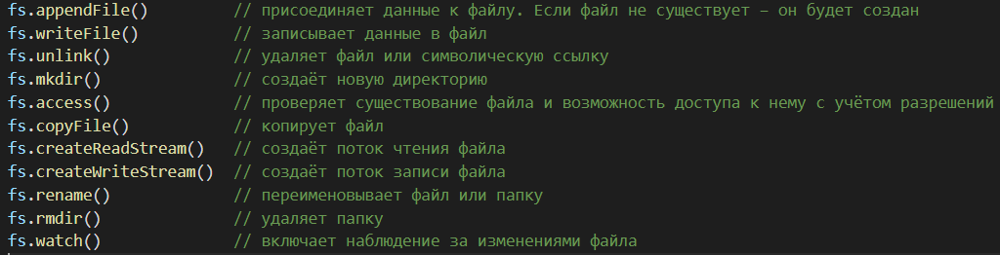 fs.appendFile()         // присоединяет данные к файлу. Если файл не существует – он будет создан
fs.writeFile()          // записывает данные в файл
fs.unlink()             // удаляет файл или символическую ссылку
fs.mkdir()              // создаёт новую директорию
fs.access()             // проверяет существование файла и возможность доступа к нему с учётом разрешений
fs.copyFile()           // копирует файл
fs.createReadStream()   // создаёт поток чтения файла
fs.createWriteStream()  // создаёт поток записи файла
fs.rename()             // переименовывает файл или папку
fs.rmdir()              // удаляет папку
fs.watch()              // включает наблюдение за изменениями файла